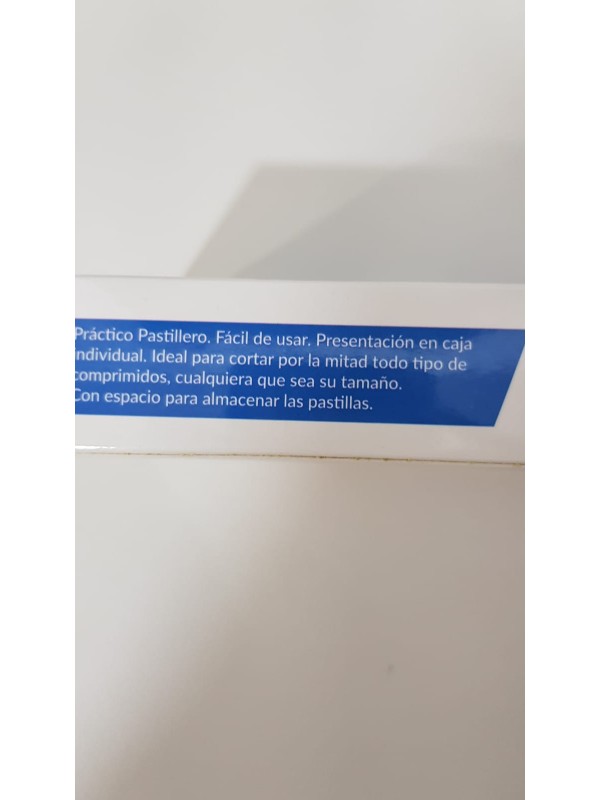 Práctico Pastillero. Fácil de usar. Presentación en caja
individual. Ideal para cortar por la mitad todo tipo de
comprimidos, cualquiera que sea su tamaño.
Con espacio para almacenar las pastillas.